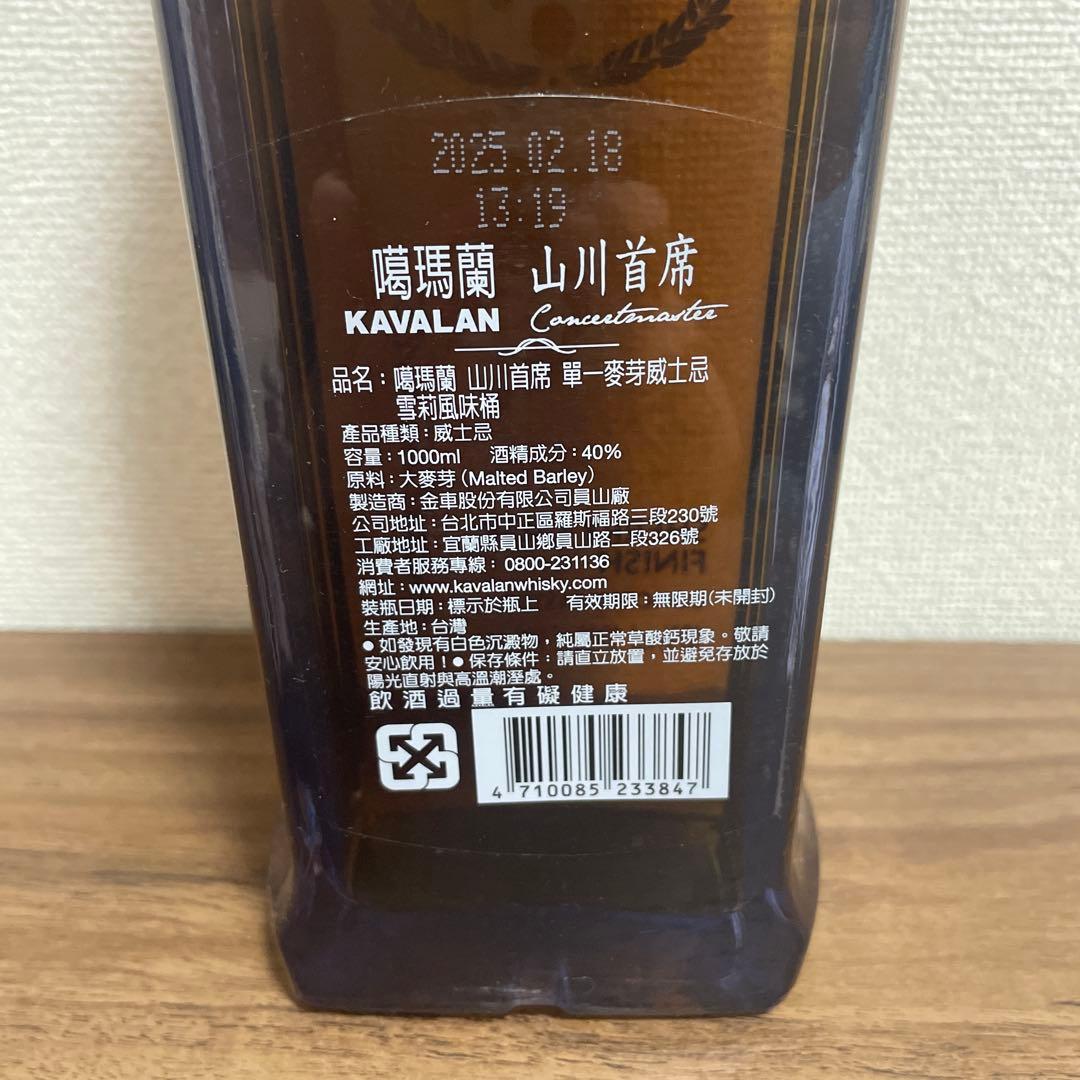 2025.02.18
13:19
噶瑪蘭 山川首席
KAVALAN Concertmaster
品名：噶瑪蘭 山川首席 單一麥芽威士忌
雪莉風味桶
產品種類：威士忌
容量：1000ml 酒精成分：40%
原料：大麥芽（Malted Barley）
製造商：金車股份有限公司員山廠
公司地址：台北市中正區羅斯福路三段230號
工廠地址：宜蘭縣員山鄉員山路二段326號
消費者服務專線：0800-231136
網址：www.kavalanwhisky.com
裝瓶日期：標示於瓶上 有效期限：無限期（未開封）
生產地：台灣
●如發現有白色沉澱物，純屬正常草酸鈣現象。敬請
安心飲用！●保存條件：請直立放置，並避免存放於
陽光直射與高溫潮溼處。
飲酒過量有礙健康
4 710085 233847